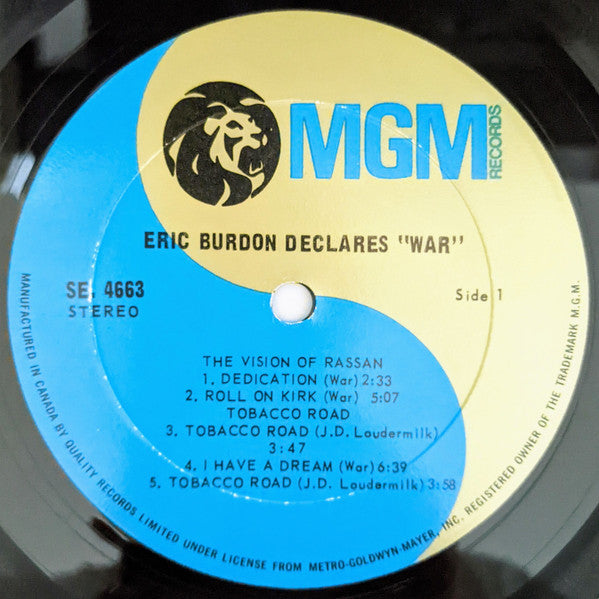 MGM
RECORDS
ERIC BURDON DECLARES "WAR"
SE. 4663
STEREO
Side 1
THE VISION OF RASSAN
1. DEDICATION (War) 2:33
2. ROLL ON KIRK (War) 5:07
TOBACCO ROAD
3. TOBACCO ROAD (J.D. Loudermilk)
3:47
4. I HAVE A DREAM (War) 6:39
5. TOBACCO ROAD (J.D. Loudermilk) 3:58
MANUFACTURED IN CANADA BY QUALITY RECORDS LIMITED UNDER LICENSE FROM METRO-GOLDWYN-MAYER, INC. REGISTERED OWNER OF THE TRADEMARK M.G.M.